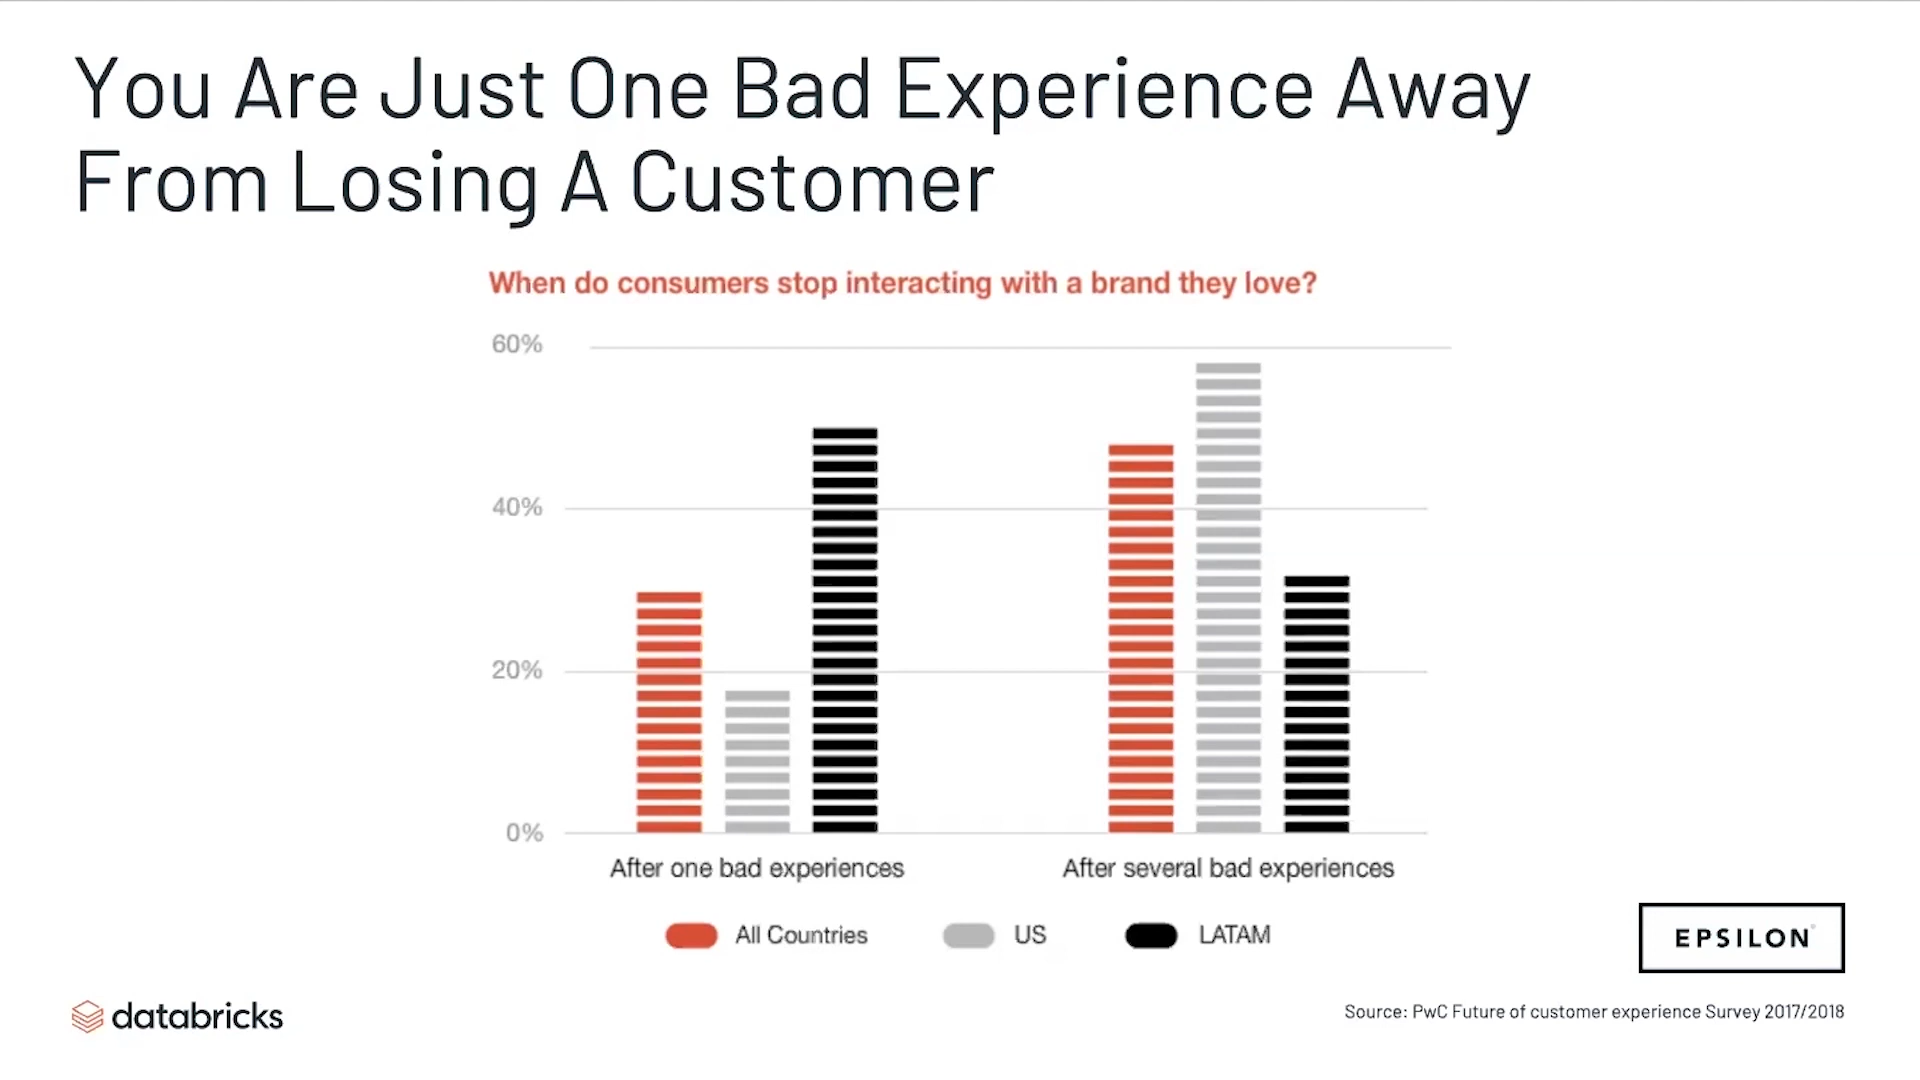 You Are Just One Bad Experience Away
From Losing A Customer
When do consumers stop interacting with a brand they love?
60%
40%
20%
0%
After one bad experiences
After several bad experiences
All Countries
US
LATAM
EPSILON
databricks
Source: PwC Future of customer experience Survey 2017/2018